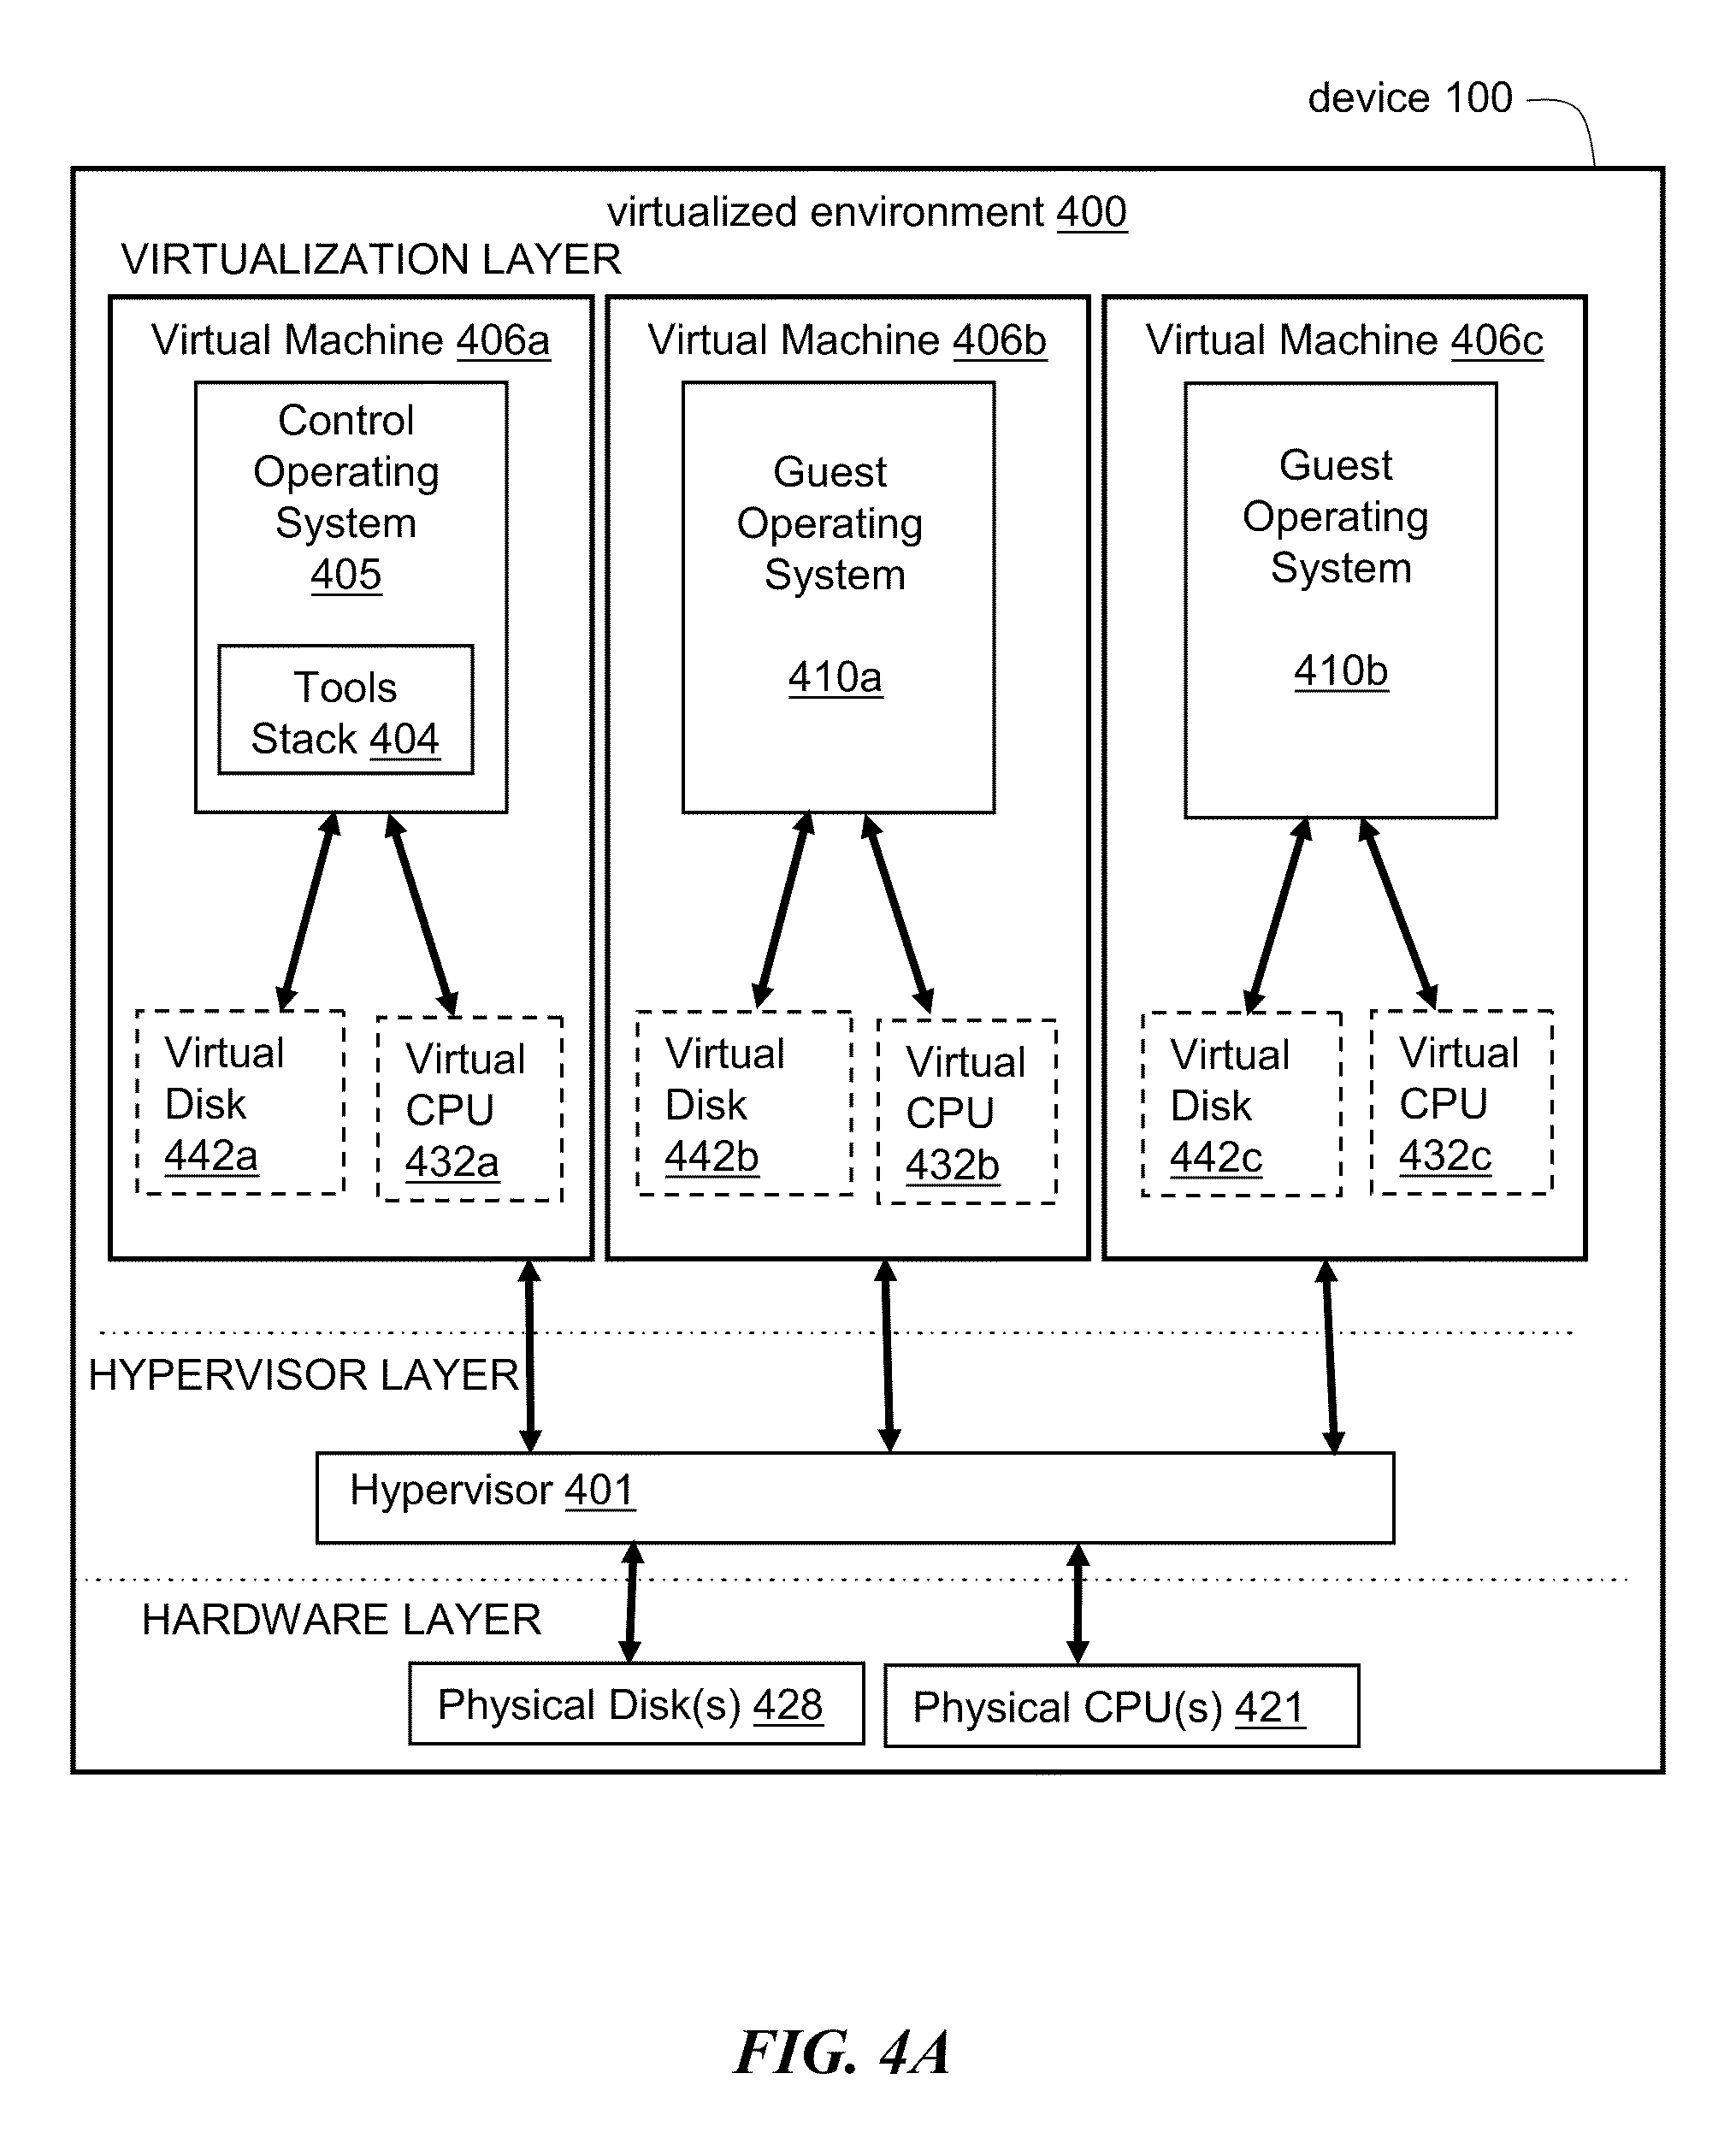 device 100
virtualized environment 400
VIRTUALIZATION LAYER
Virtual Machine 406a
Control
Operating
System
405
Tools
Stack 404
Virtual
Disk
442a
Virtual
CPU
432a
Virtual Machine 406b
Guest
Operating
System
410a
Virtual
Disk
442b
Virtual
CPU
432b
Virtual Machine 406c
Guest
Operating
System
410b
Virtual
Disk
442c
Virtual
CPU
432c
HYPERVISOR LAYER
Hypervisor 401
HARDWARE LAYER
Physical Disk(s) 428
Physical CPU(s) 421
FIG. 4A